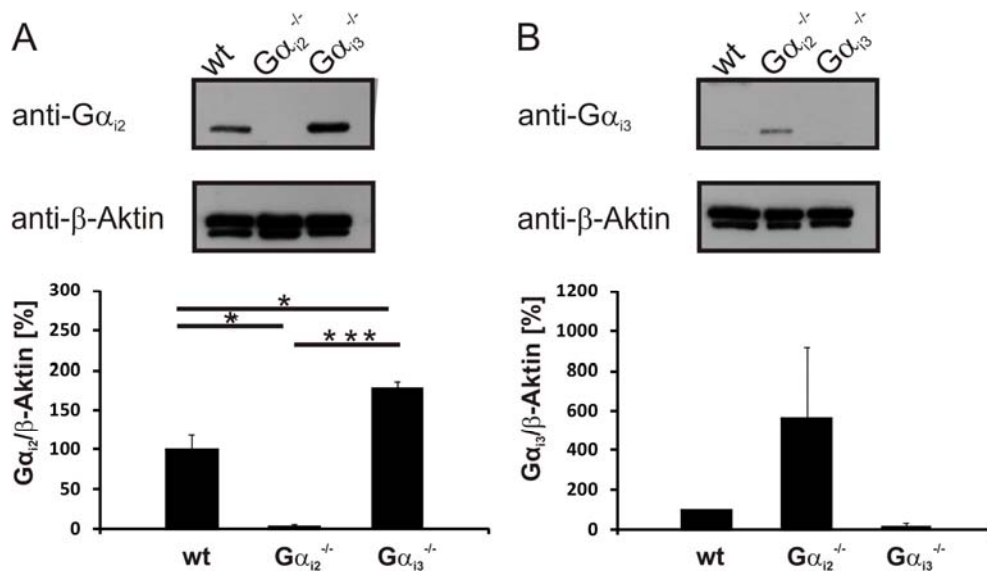 A
wt Gαi2-/- Gαi3-/-
anti-Gαi2
anti-β-Aktin
Gαi2/β-Aktin [%]
300
250
200
150
100
50
0
*
*
***
wt Gαi2-/- Gαi3-/-
B
wt Gαi2-/- Gαi3-/-
anti-Gαi3
anti-β-Aktin
Gαi3/β-Aktin [%]
1200
1000
800
600
400
200
0
wt Gαi2-/- Gαi3-/-